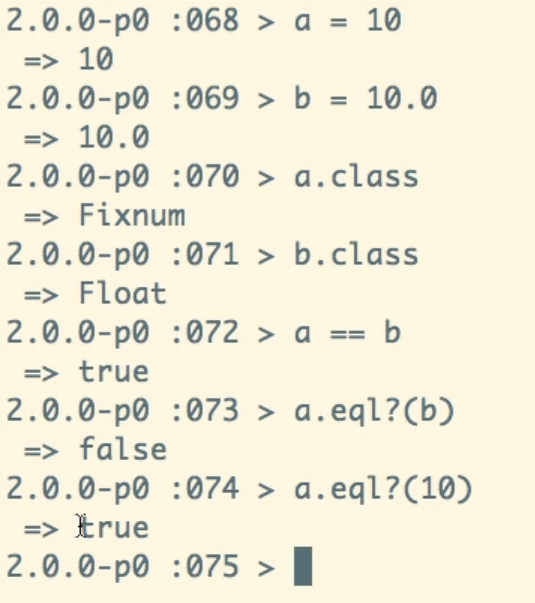 2.0.0-p0 :068 > a = 10
=> 10
2.0.0-p0 :069 > b = 10.0
=> 10.0
2.0.0-p0 :070 > a.class
=> Fixnum
2.0.0-p0 :071 > b.class
=> Float
2.0.0-p0 :072 > a == b
=> true
2.0.0-p0 :073 > a.eql?(b)
=> false
2.0.0-p0 :074 > a.eql?(10)
=> true
2.0.0-p0 :075 >